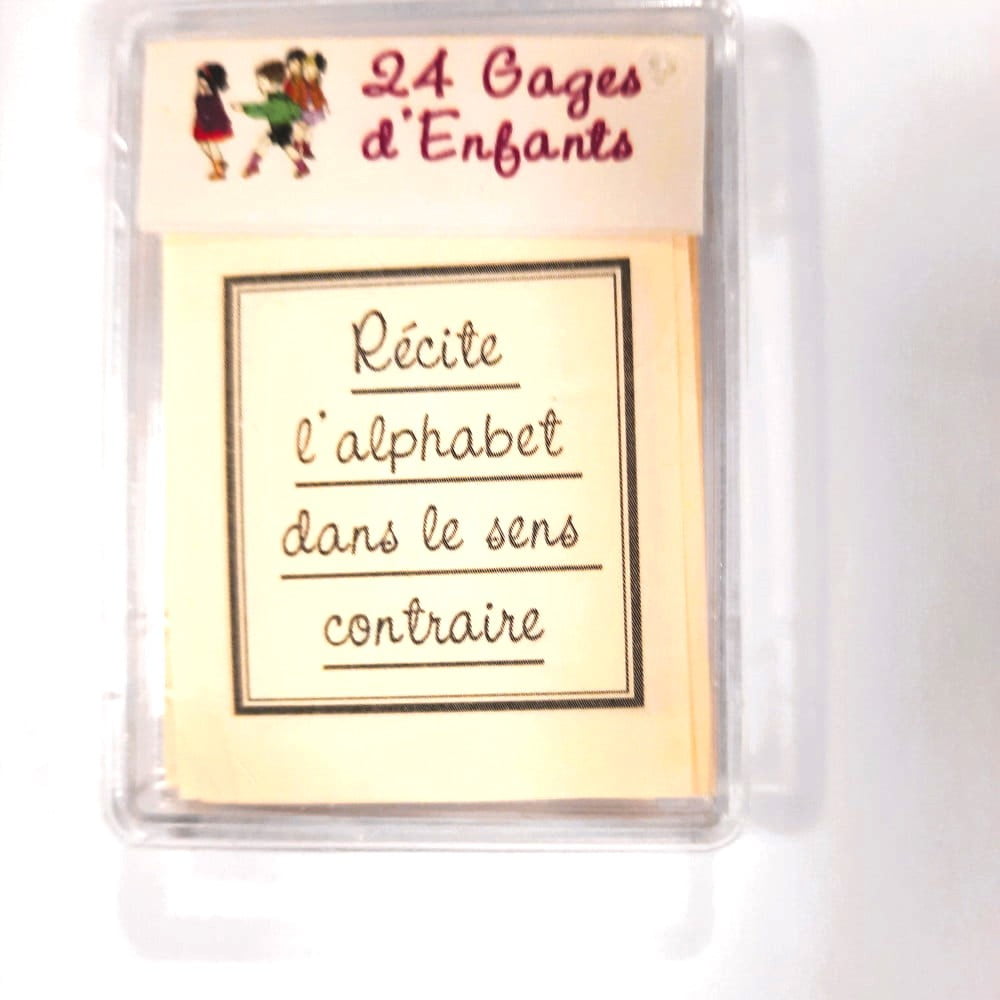 24 Gages
d'Enfants
Récite
l'alphabet
dans le sens
contraire